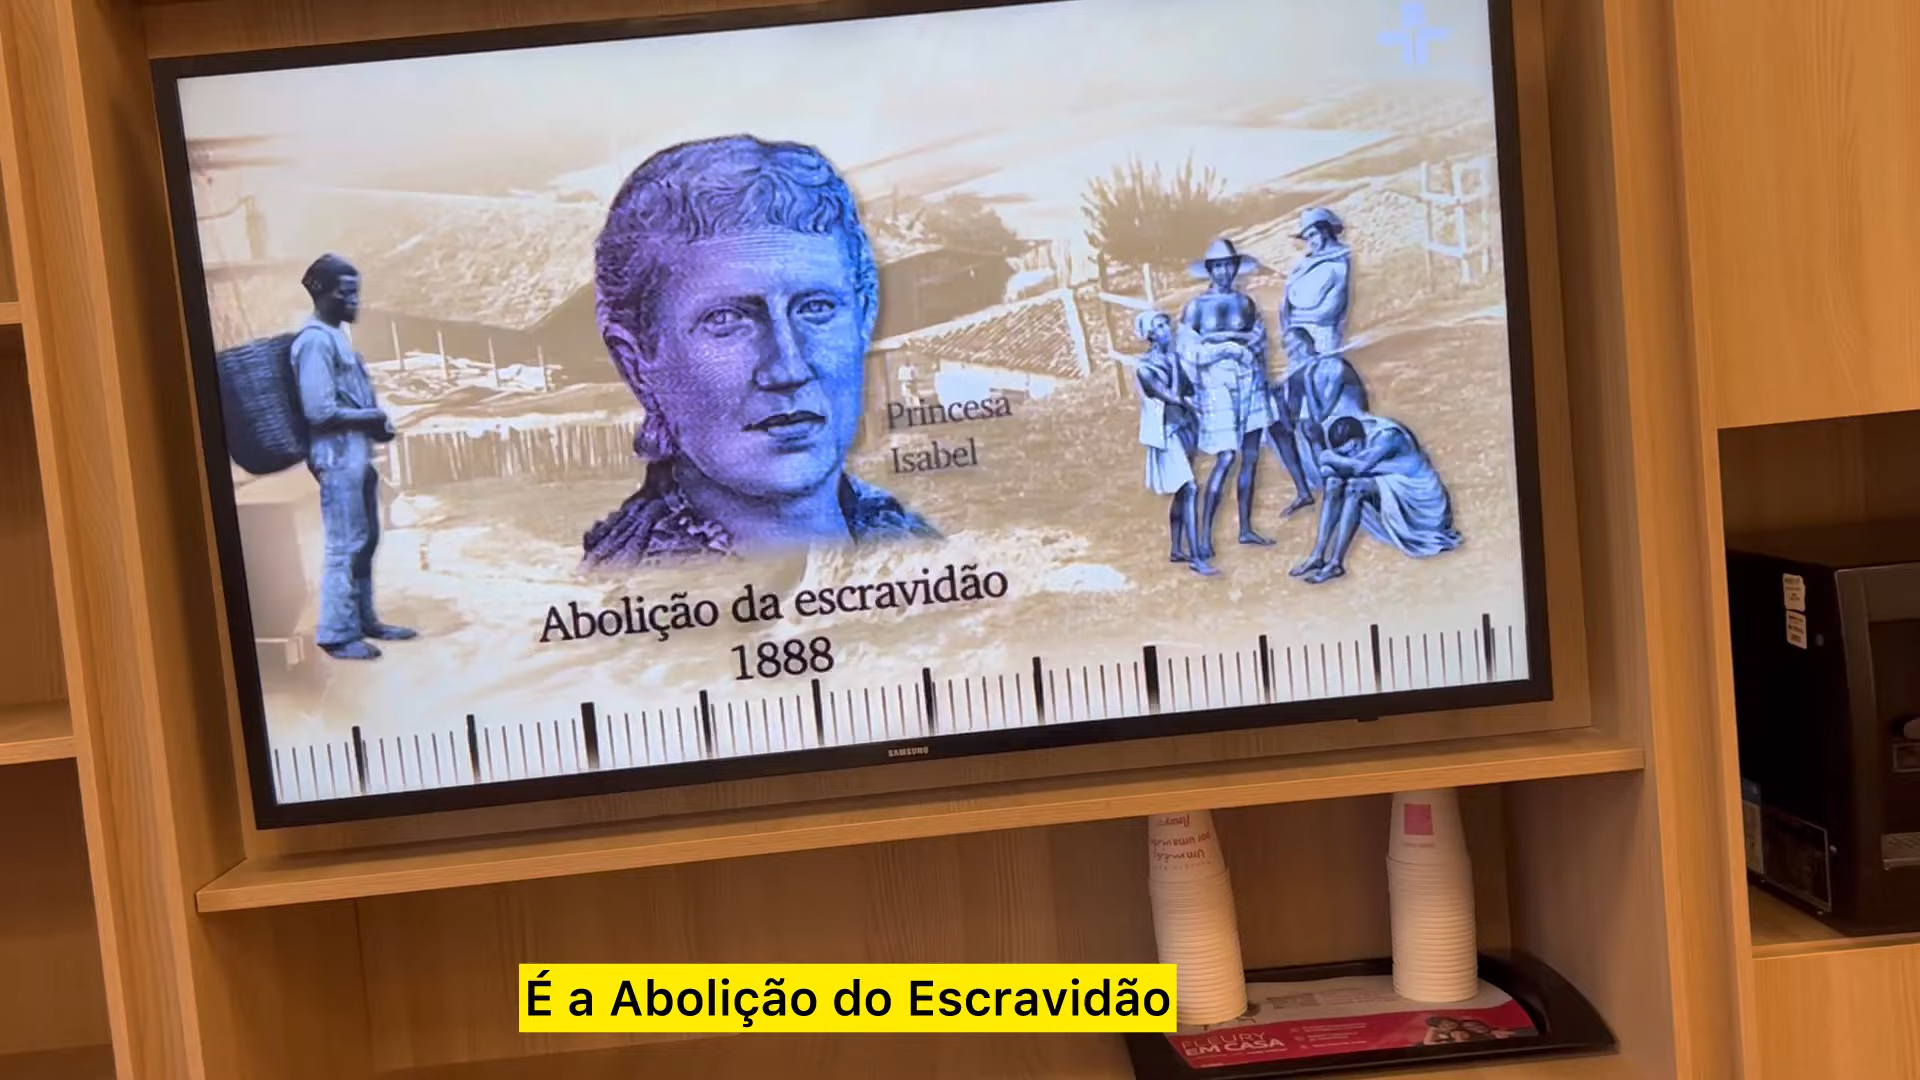 Princesa
Isabel
Abolição da escravidão
1888
SAMSUNG
FLEURY
EM CASA
É a Abolição do Escravidão